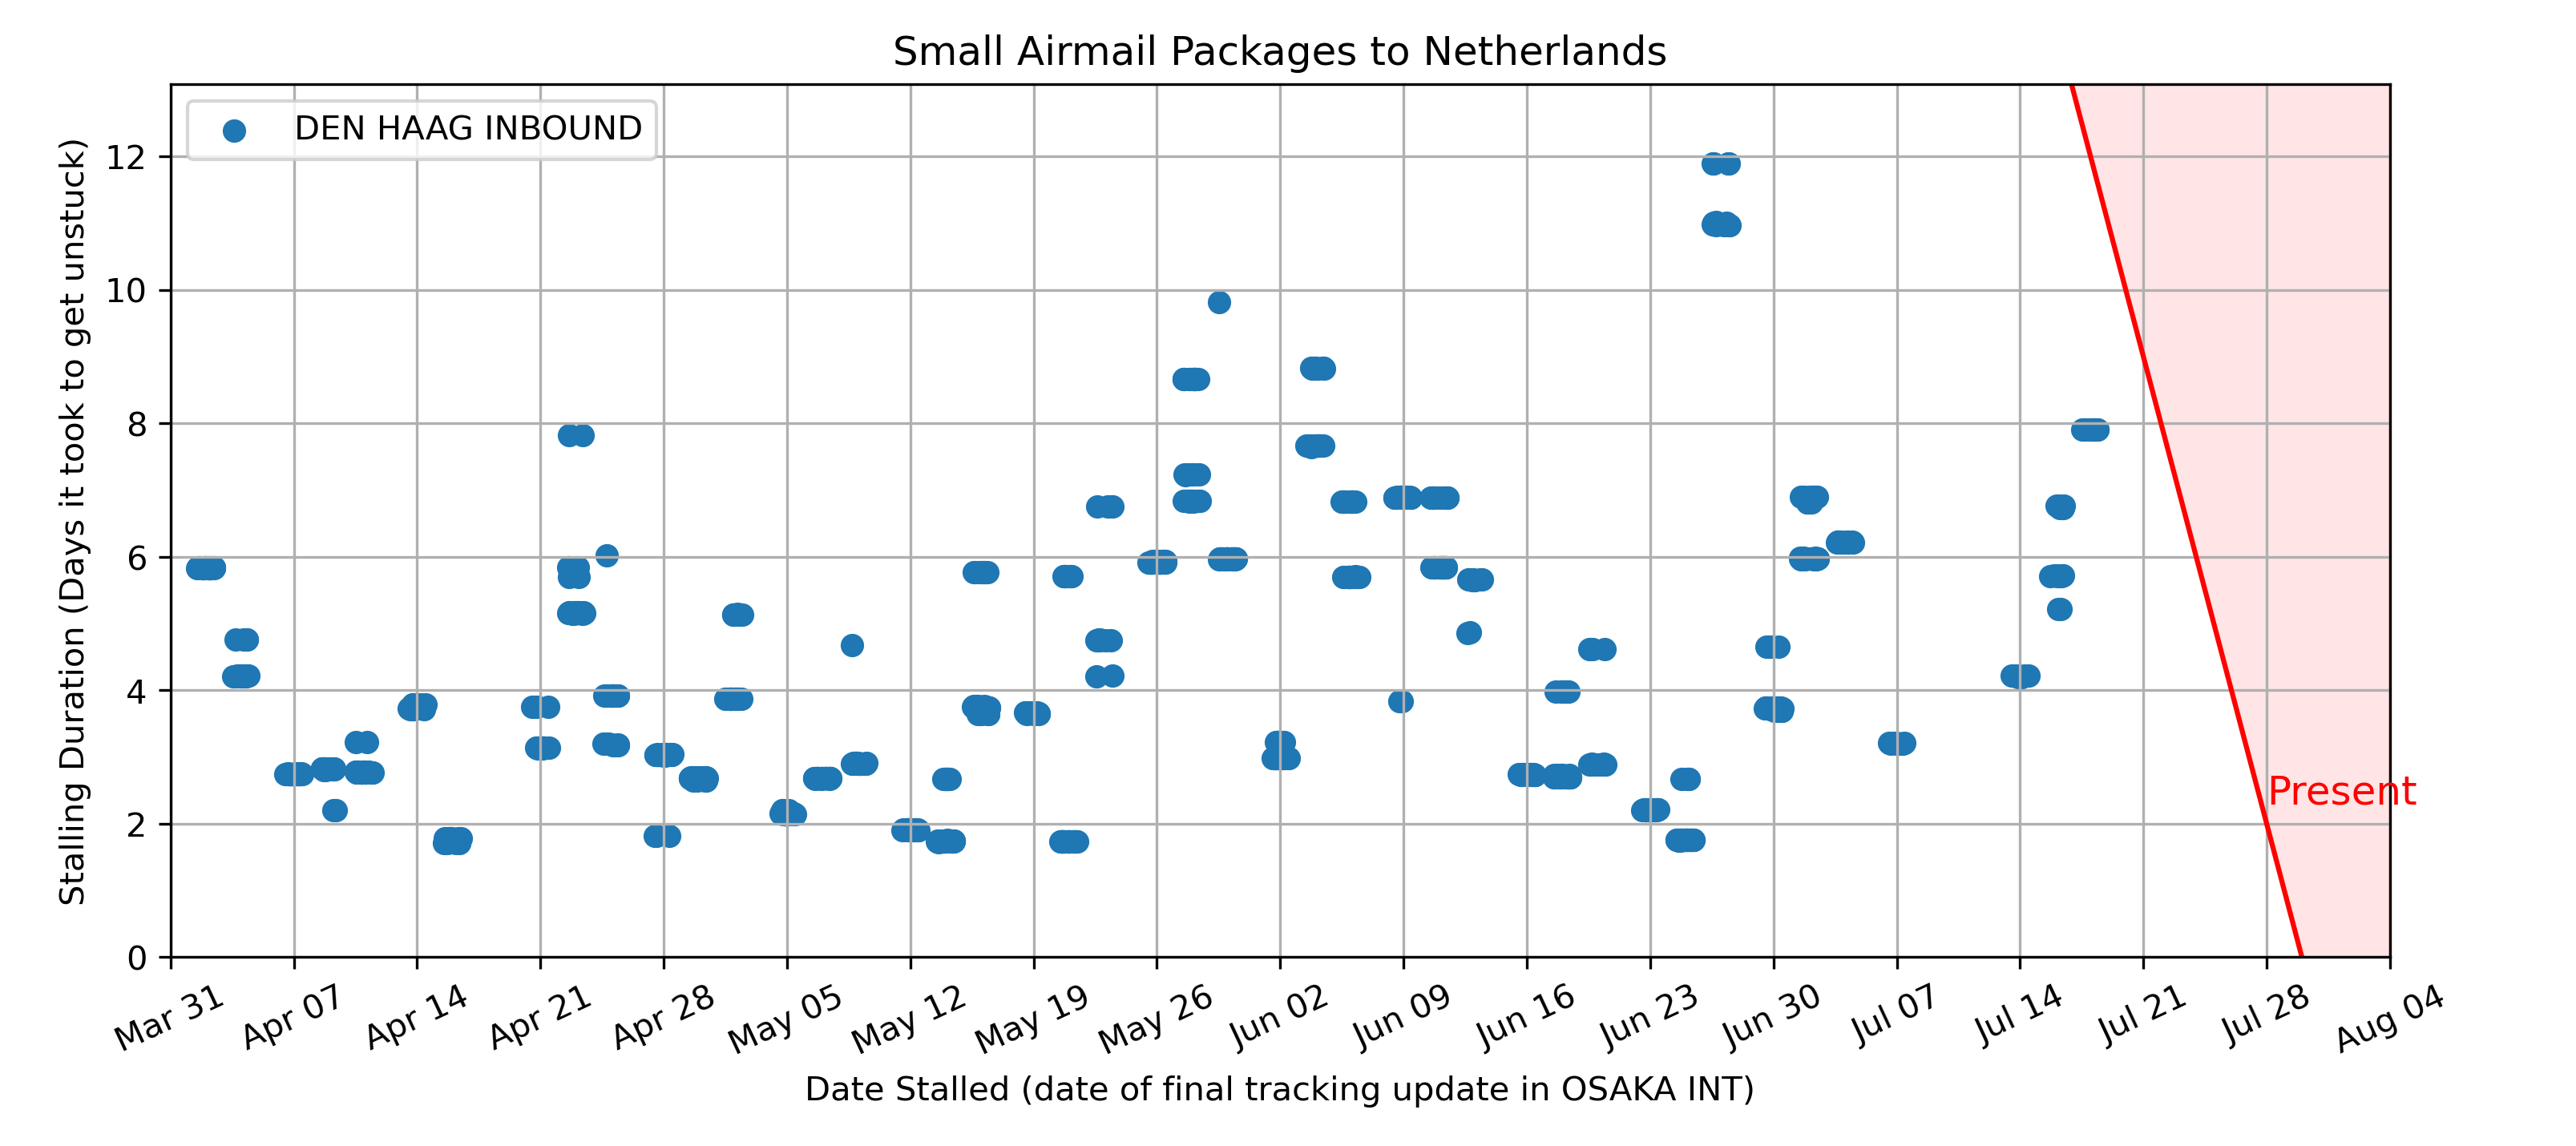 Small Airmail Packages to Netherlands
DEN HAAG INBOUND
Stalling Duration (Days it took to get unstuck)
12
10
8
6
4
2
0
Present
Mar 31 Apr 07 Apr 14 Apr 21 Apr 28 May 05 May 12 May 19 May 26 Jun 02 Jun 09 Jun 16 Jun 23 Jun 30 Jul 07 Jul 14 Jul 21 Jul 28 Aug 04
Date Stalled (date of final tracking update in OSAKA INT)